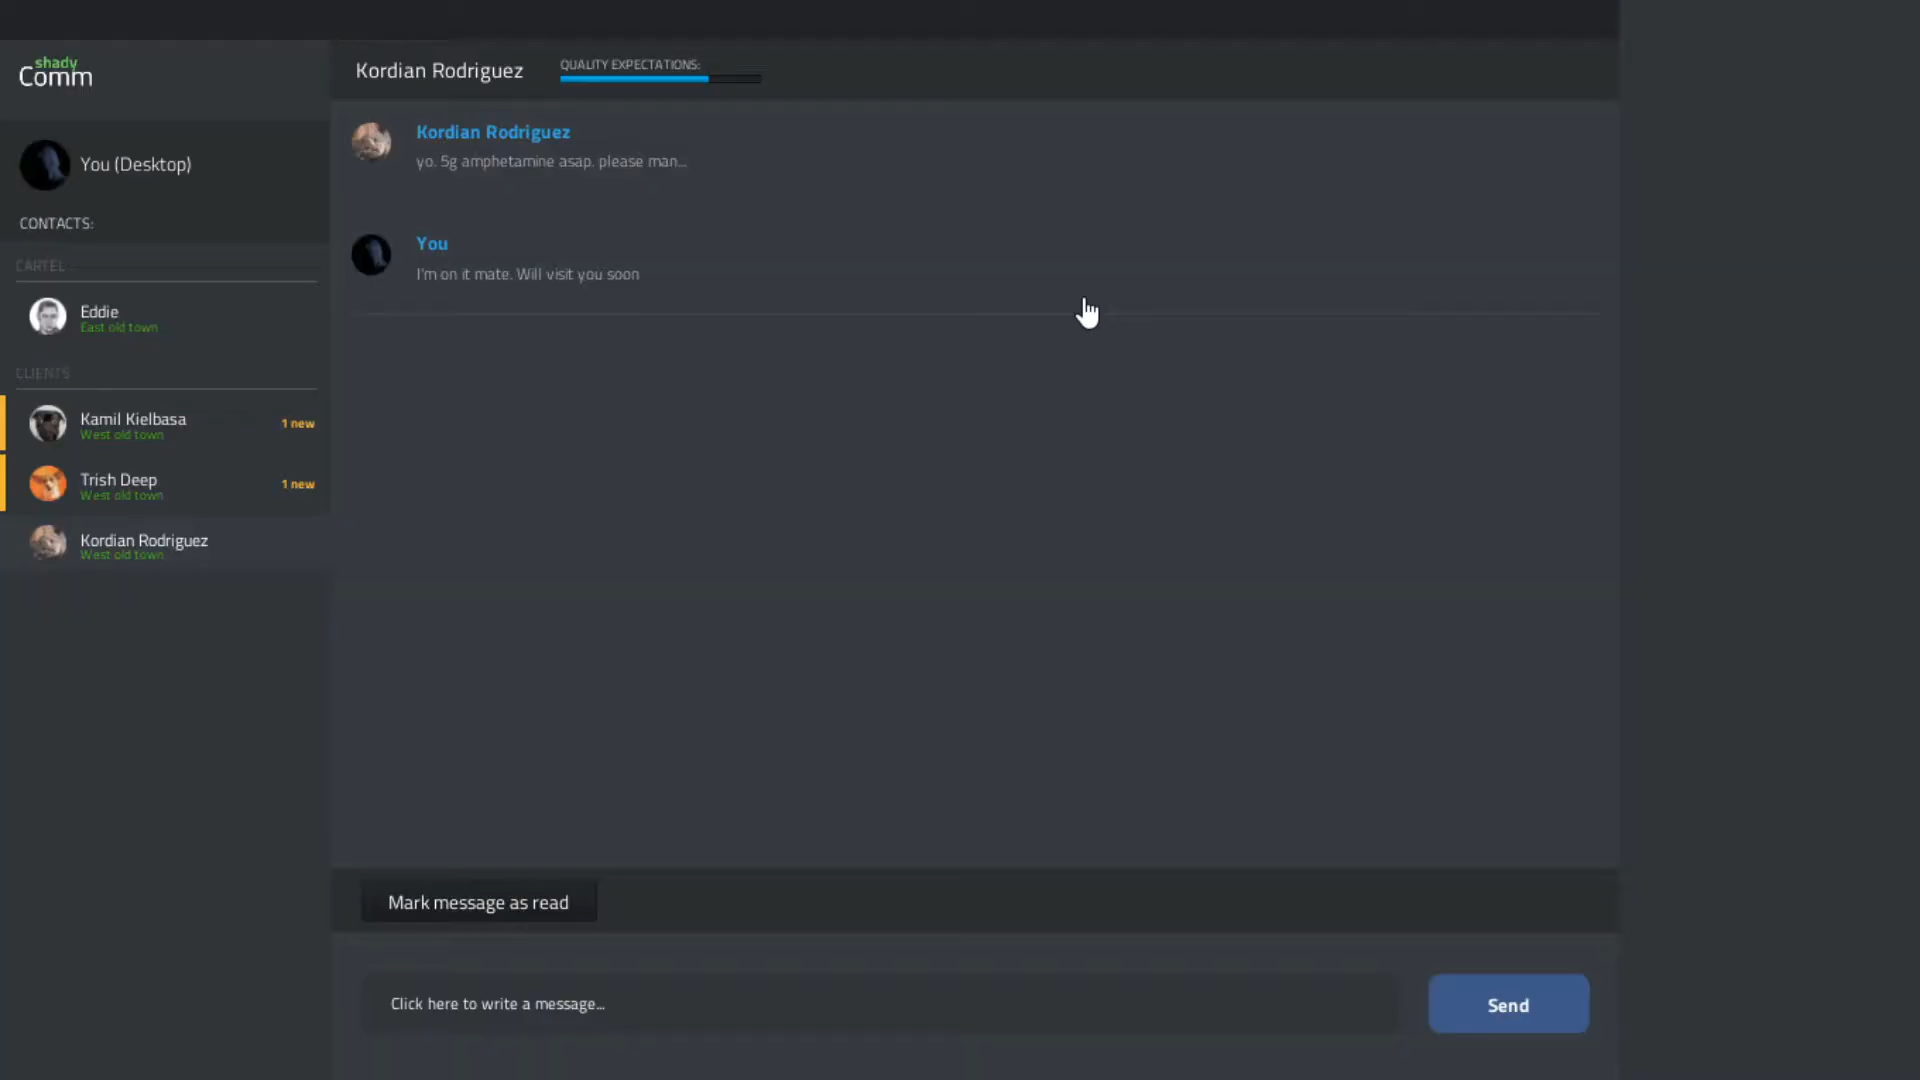 shady
Comm
You (Desktop)
CONTACTS:
CARTEL
Eddie
East old town
CLIENTS
Kamil Kielbasa
West old town
1 new
Trish Deep
West old town
1 new
Kordian Rodriguez
West old town
Kordian Rodriguez
QUALITY EXPECTATIONS:
Kordian Rodriguez
yo. 5g amphetamine asap. please man...
You
I'm on it mate. Will visit you soon
Mark message as read
Click here to write a message...
Send